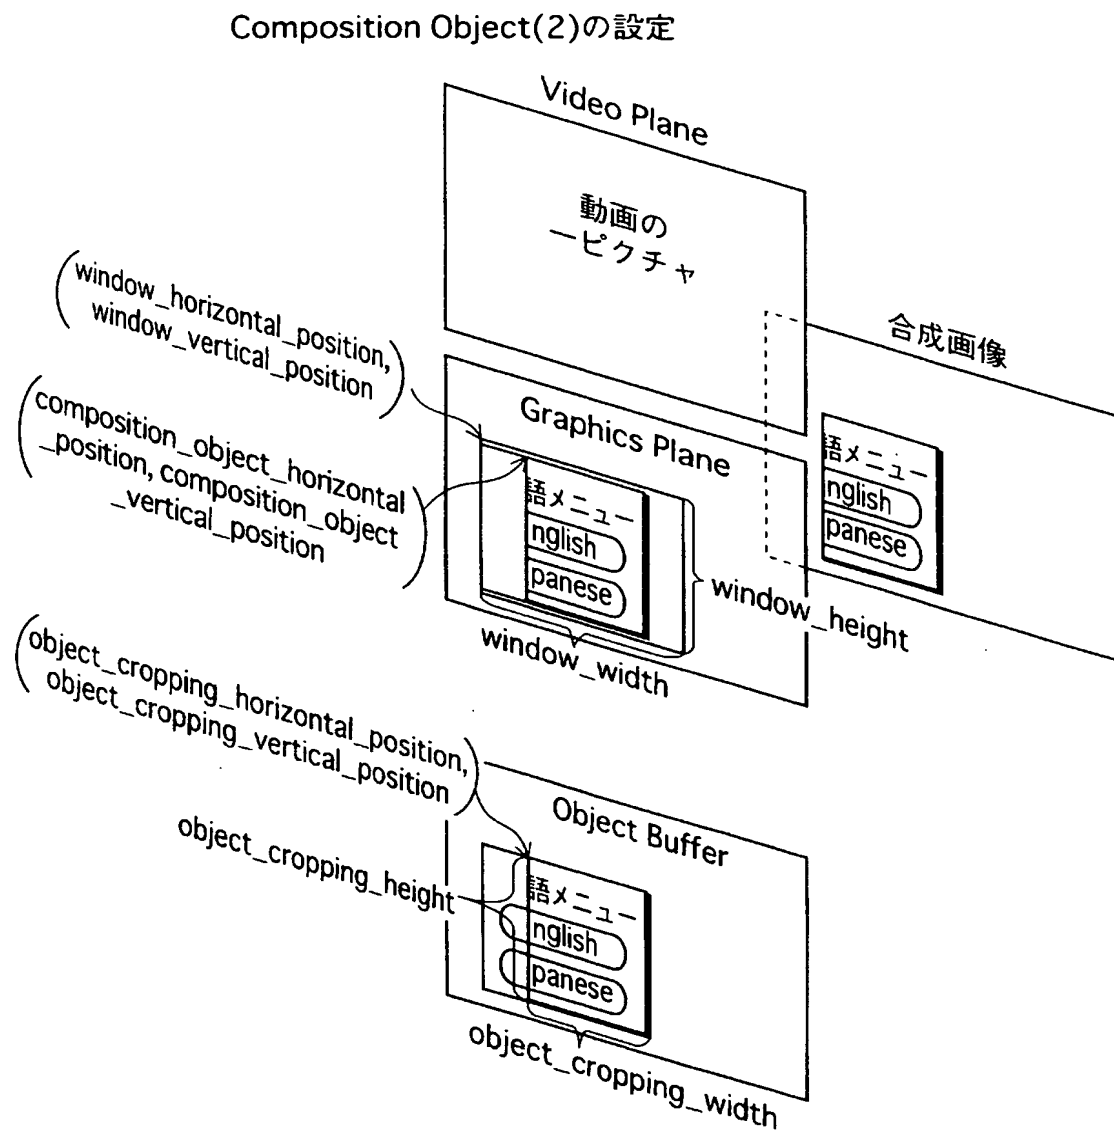 Composition Object(2)の設定
Video Plane
動画の
一ピクチャ
window_horizontal_position,
window_vertical_position
合成画像
composition_object_horizontal
_position, composition_object
_vertical_position
Graphics Plane
語メニュー
nglish
panese
語メニュー
nglish
panese
window_height
window_width
object_cropping_horizontal_position,
object_cropping_vertical_position
Object Buffer
object_cropping_height
語メニュー
nglish
panese
object_cropping_width